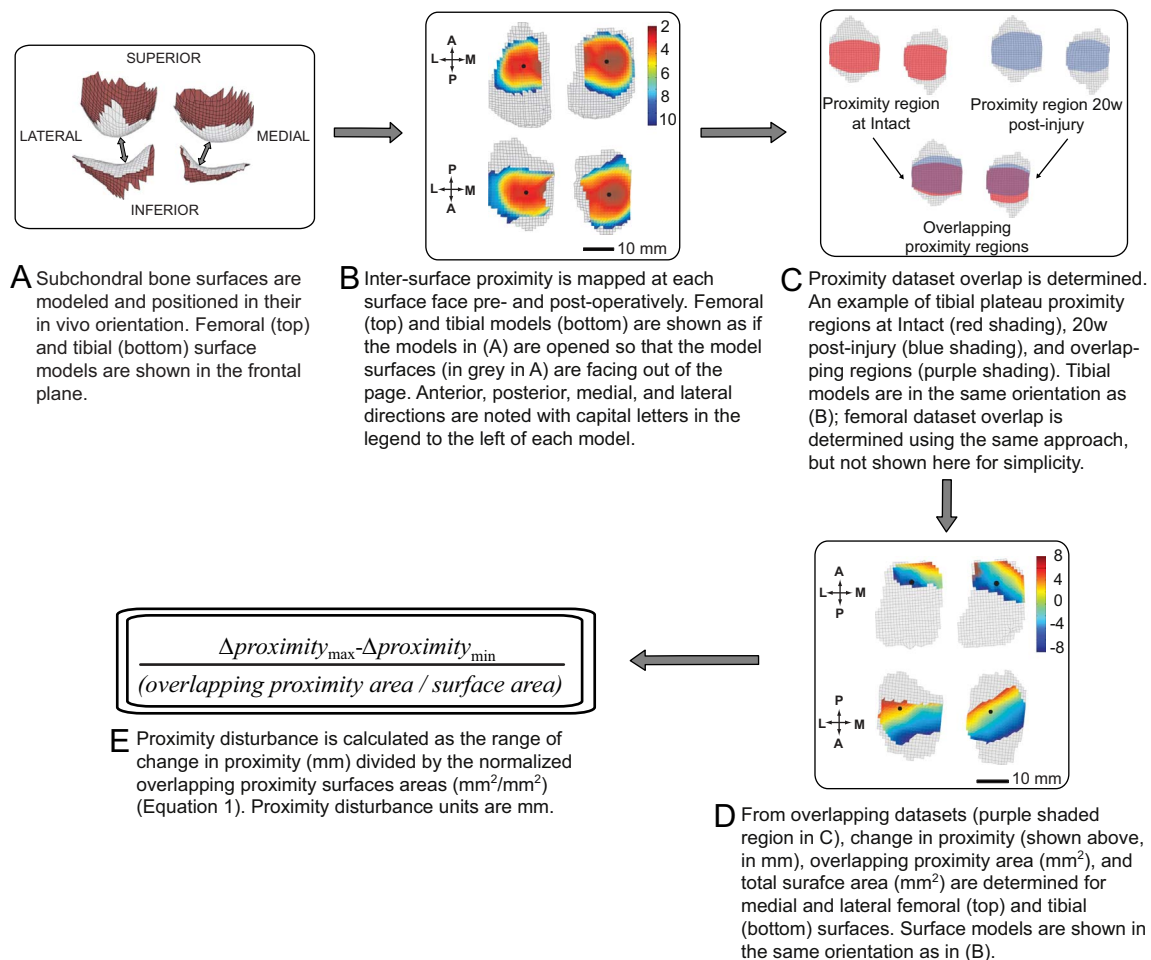 SUPERIOR
LATERAL
MEDIAL
INFERIOR
A Subchondral bone surfaces are
modeled and positioned in their
in vivo orientation. Femoral (top)
and tibial (bottom) surface
models are shown in the frontal
plane.
A
L M
P
2
4
6
8
10
P
L M
A
10 mm
B Inter-surface proximity is mapped at each
surface face pre- and post-operatively. Femoral
(top) and tibial models (bottom) are shown as if
the models in (A) are opened so that the model
surfaces (in grey in A) are facing out of the
page. Anterior, posterior, medial, and lateral
directions are noted with capital letters in the
legend to the left of each model.
Proximity region
at Intact
Proximity region 20w
post-injury
Overlapping
proximity regions
C Proximity dataset overlap is determined.
An example of tibial plateau proximity
regions at Intact (red shading), 20w
post-injury (blue shading), and overlap-
ping regions (purple shading). Tibial
models are in the same orientation as
(B); femoral dataset overlap is
determined using the same approach,
but not shown here for simplicity.
A
L M
P
8
4
0
-4
-8
P
L M
A
10 mm
D From overlapping datasets (purple shaded
region in C), change in proximity (shown above,
in mm), overlapping proximity area (mm²), and
total surafce area (mm²) are determined for
medial and lateral femoral (top) and tibial
(bottom) surfaces. Surface models are shown in
the same orientation as in (B).
Δproximitymax-Δproximitymin
(overlapping proximity area / surface area)
E Proximity disturbance is calculated as the range of
change in proximity (mm) divided by the normalized
overlapping proximity surfaces areas (mm²/mm²)
(Equation 1). Proximity disturbance units are mm.